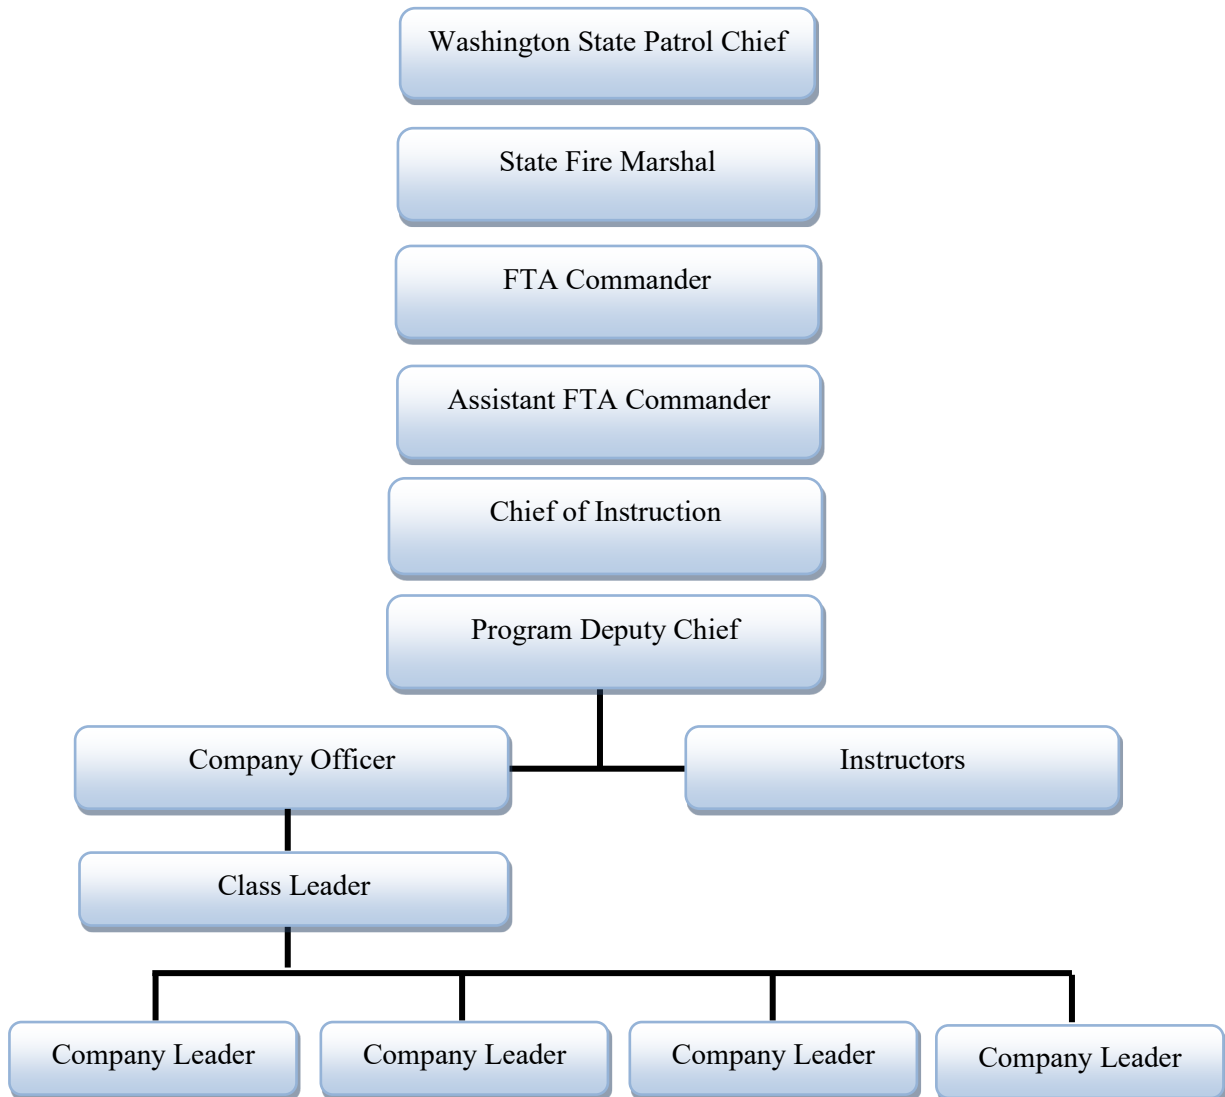 Washington State Patrol Chief
State Fire Marshal
FTA Commander
Assistant FTA Commander
Chief of Instruction
Program Deputy Chief
Company Officer
Instructors
Class Leader
Company Leader
Company Leader
Company Leader
Company Leader